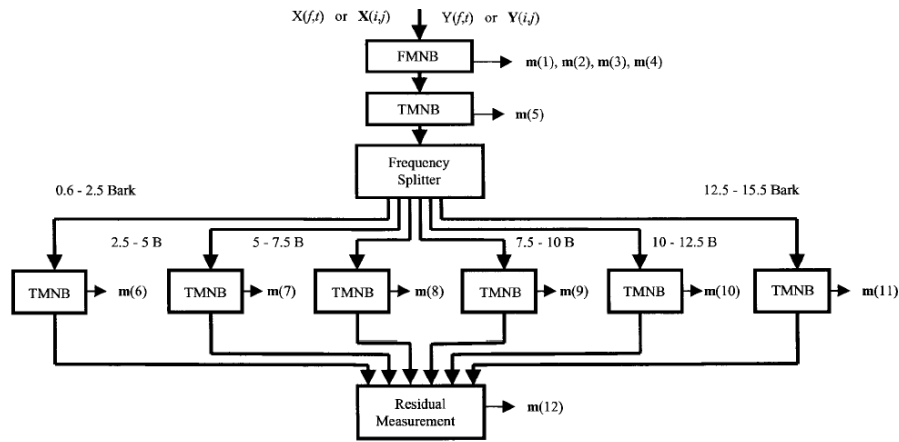 X(f,t) or X(i,j) Y(f,t) or Y(i,j)
FMNB
m(1), m(2), m(3), m(4)
TMNB
m(5)
Frequency
Splitter
0.6 - 2.5 Bark
12.5 - 15.5 Bark
2.5 - 5 B
5 - 7.5 B
7.5 - 10 B
10 - 12.5 B
TMNB m(6) TMNB m(7) TMNB m(8) TMNB m(9) TMNB m(10) TMNB m(11)
Residual
Measurement
m(12)